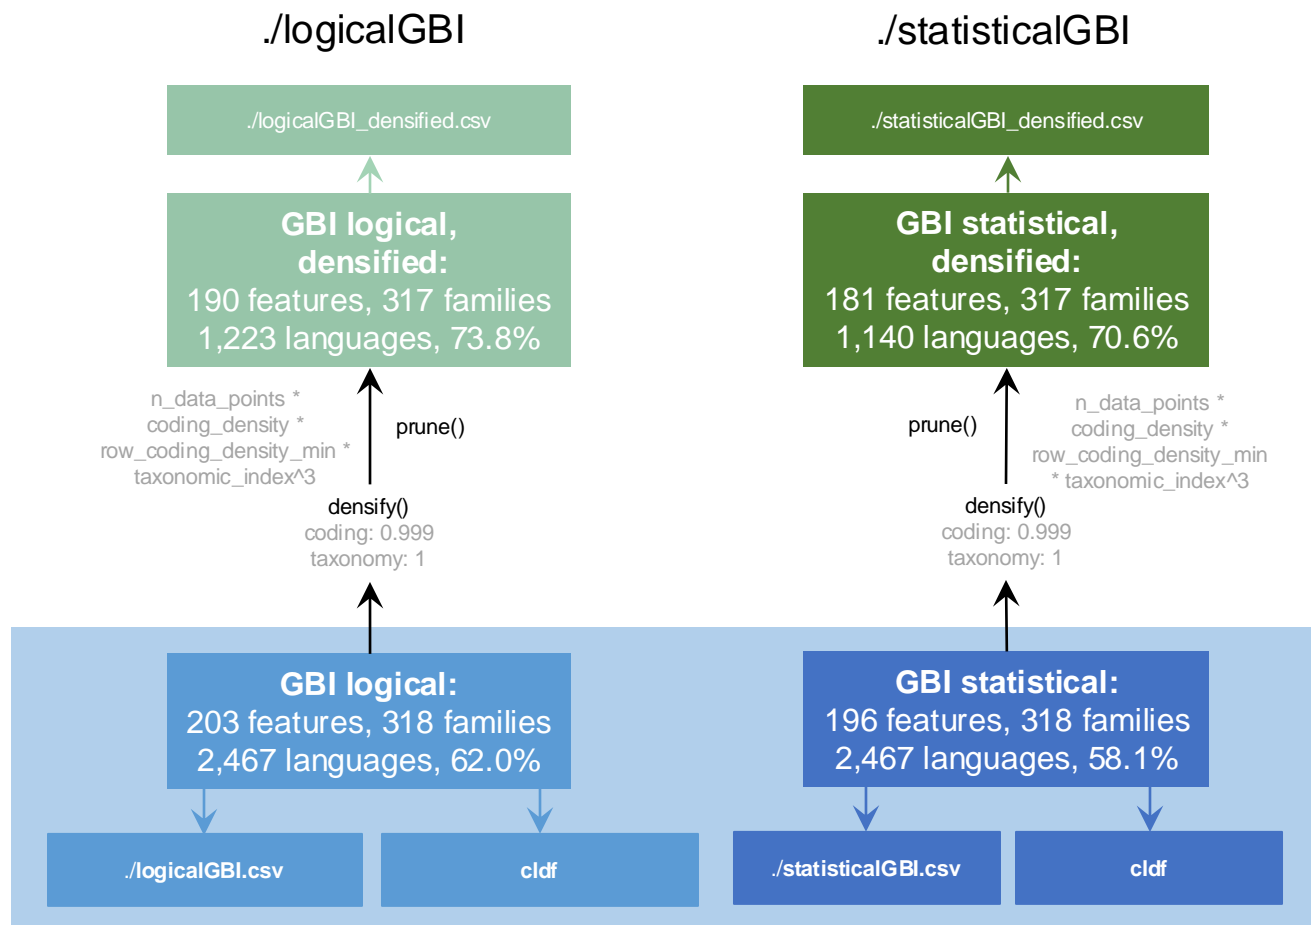 ./logicalGBI
./logicalGBI_densified.csv
GBI logical,
densified:
190 features, 317 families
1,223 languages, 73.8%
n_data_points *
coding_density *
row_coding_density_min *
taxonomic_index^3
prune()
densify()
coding: 0.999
taxonomy: 1
GBI logical:
203 features, 318 families
2,467 languages, 62.0%
./logicalGBI.csv
cldf
./statisticalGBI
./statisticalGBI_densified.csv
GBI statistical,
densified:
181 features, 317 families
1,140 languages, 70.6%
prune()
n_data_points *
coding_density *
row_coding_density_min
* taxonomic_index^3
densify()
coding: 0.999
taxonomy: 1
GBI statistical:
196 features, 318 families
2,467 languages, 58.1%
./statisticalGBI.csv
cldf